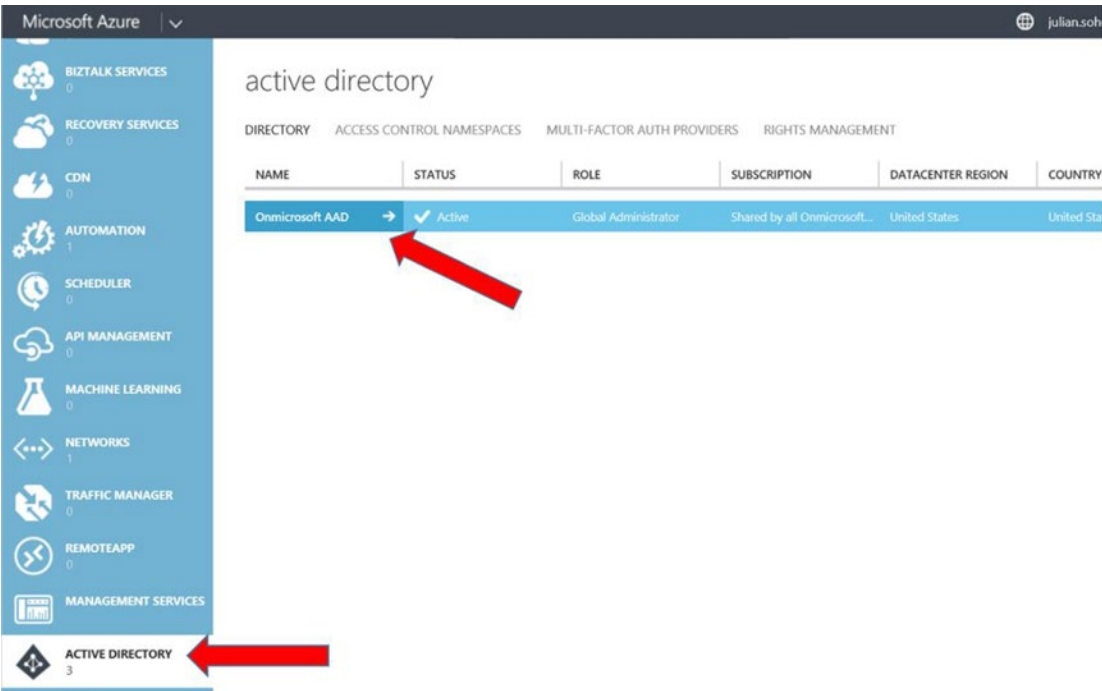 Microsoft Azure
julian.soh
BIZTALK SERVICES
0
RECOVERY SERVICES
0
CDN
0
AUTOMATION
1
SCHEDULER
0
API MANAGEMENT
0
MACHINE LEARNING
0
NETWORKS
1
TRAFFIC MANAGER
0
REMOTEAPP
0
MANAGEMENT SERVICES
ACTIVE DIRECTORY
3
active directory
DIRECTORY ACCESS CONTROL NAMESPACES MULTI-FACTOR AUTH PROVIDERS RIGHTS MANAGEMENT
NAME STATUS ROLE SUBSCRIPTION DATACENTER REGION COUNTRY
Onmicrosoft AAD Active Global Administrator Shared by all Onmicrosoft... United States United Sta